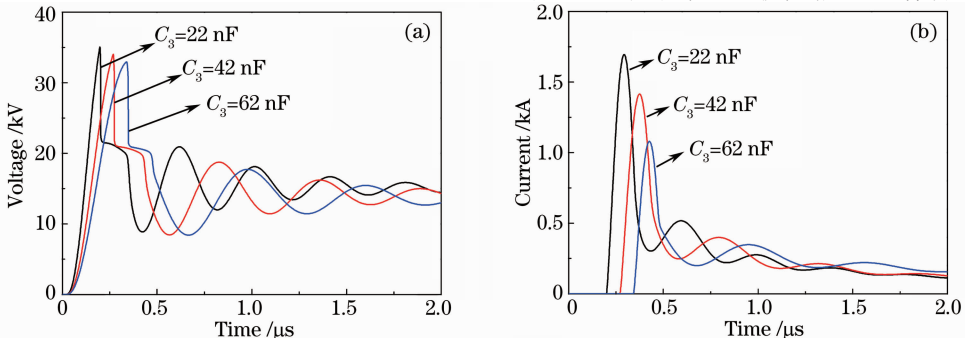 (a)
40
30
20
10
0
Voltage /kV
C₃=22 nF
C₃=42 nF
C₃=62 nF
0 0.5 1.0 1.5 2.0
Time /μs
(b)
2.0
1.5
1.0
0.5
0
Current /kA
C₃=22 nF
C₃=42 nF
C₃=62 nF
0 0.5 1.0 1.5 2.0
Time /μs